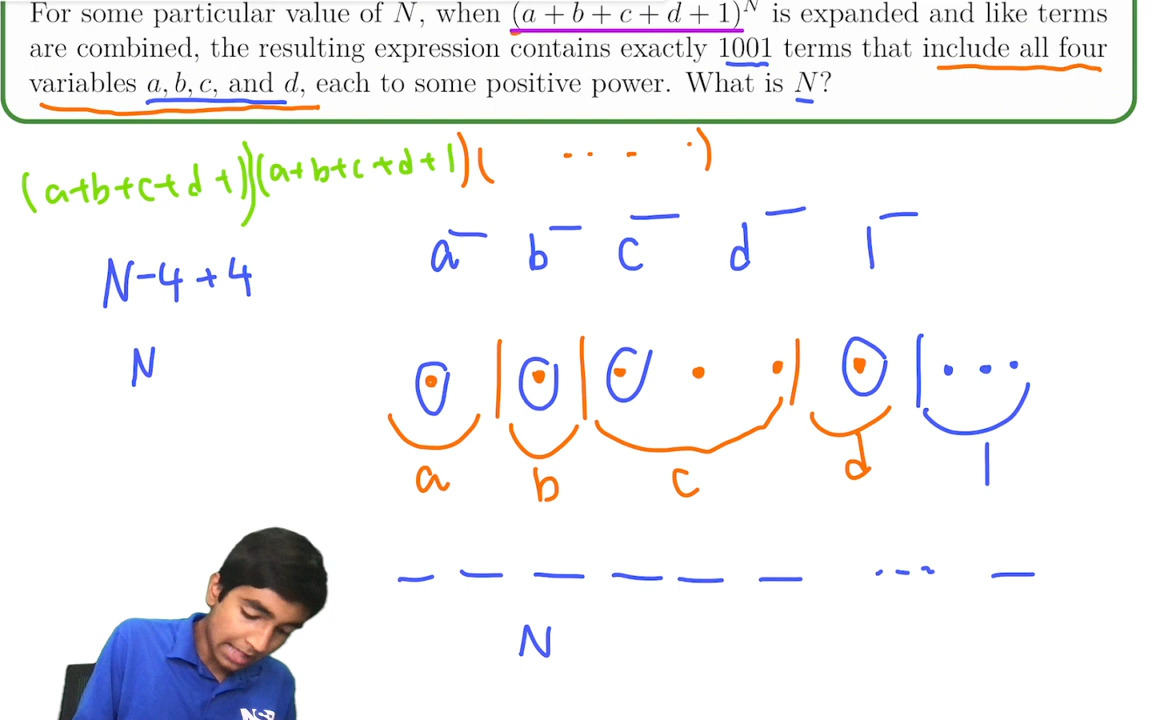 For some particular value of N, when (a + b + c + d + 1)^N is expanded and like terms
are combined, the resulting expression contains exactly 1001 terms that include all four
variables a, b, c, and d, each to some positive power. What is N?
(a+b+c+d+1)(a+b+c+d+1)( ... .)
a b c d 1
N-4+4
N
a b c d 1
N